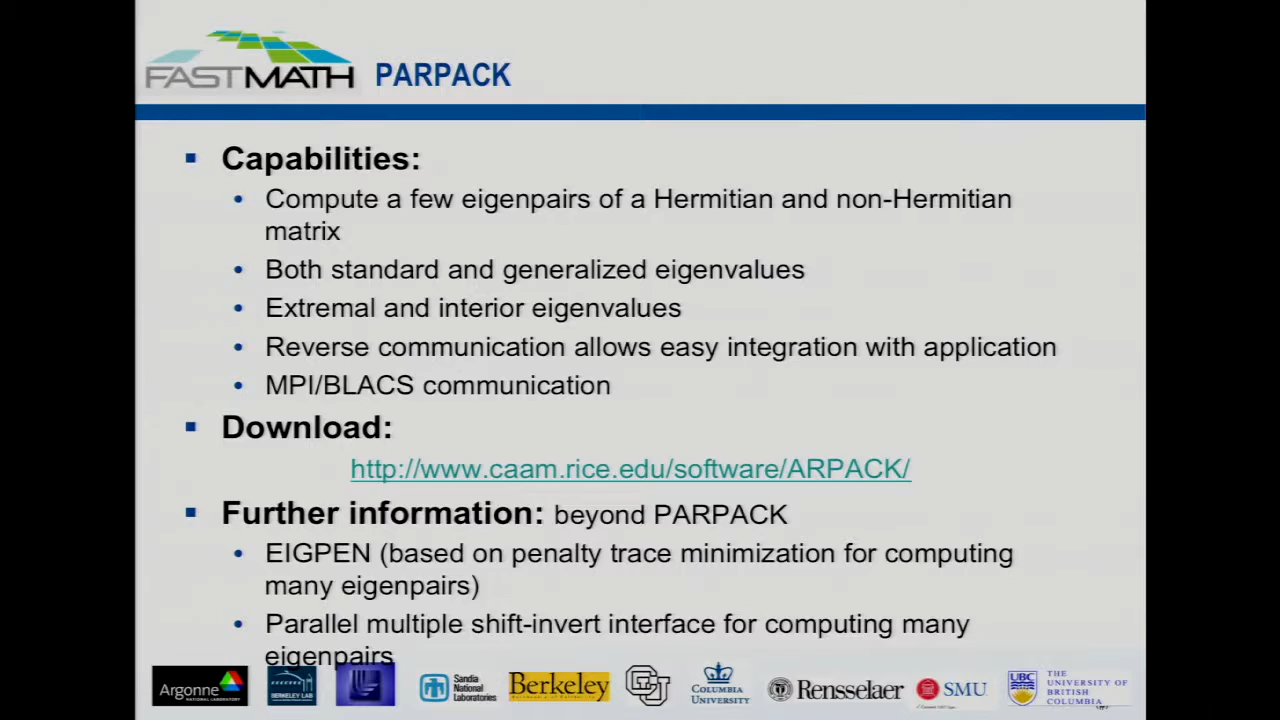 FASTMATH PARPACK
Capabilities:
Compute a few eigenpairs of a Hermitian and non-Hermitian
matrix
Both standard and generalized eigenvalues
Extremal and interior eigenvalues
Reverse communication allows easy integration with application
MPI/BLACS communication
Download:
http://www.caam.rice.edu/software/ARPACK/
Further information: beyond PARPACK
EIGPEN (based on penalty trace minimization for computing
many eigenpairs)
Parallel multiple shift-invert interface for computing many
eigenpairs
Argonne
NATIONAL LABORATORY
BERKELEY LAB
Sandia
National
Laboratories
Berkeley
COLUMBIA
UNIVERSITY
Rensselaer
SMU
UBC
THE
UNIVERSITY OF
BRITISH
COLUMBIA